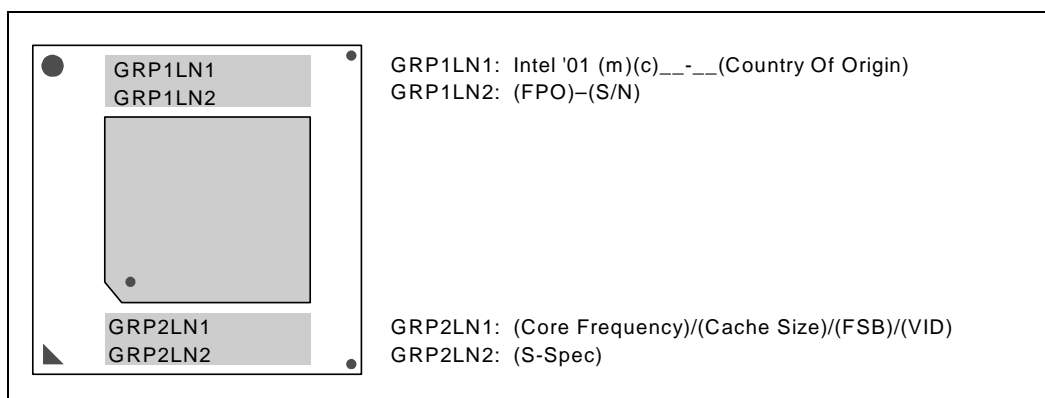 GRP1LN1
GRP1LN2
GRP1LN1: Intel '01 (m)(c)__-__(Country Of Origin)
GRP1LN2: (FPO)–(S/N)
GRP2LN1
GRP2LN2
GRP2LN1: (Core Frequency)/(Cache Size)/(FSB)/(VID)
GRP2LN2: (S-Spec)